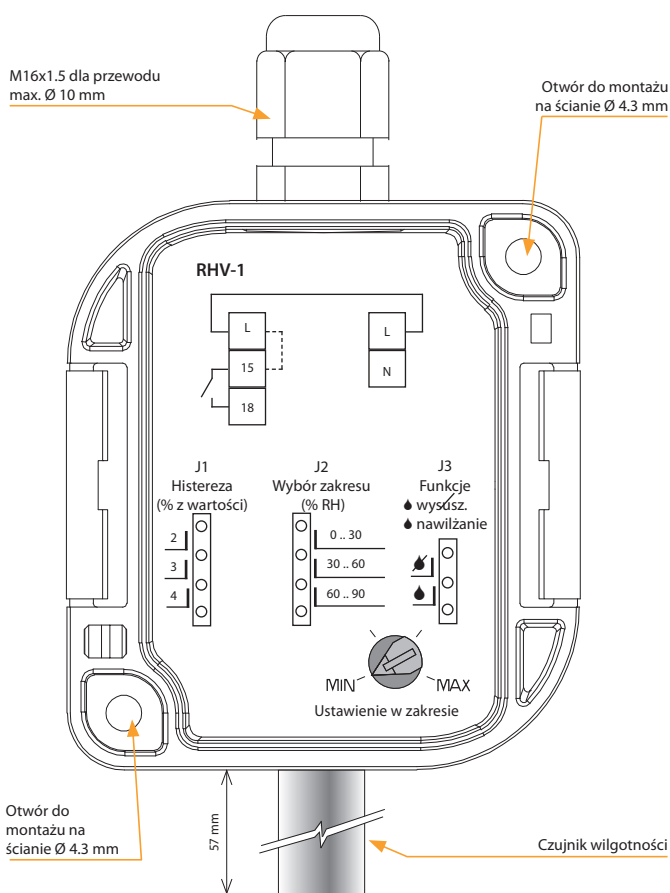 M16x1.5 dla przewodu
max. Ø 10 mm
Otwór do montażu
na ścianie Ø 4.3 mm
RHV-1
L
15
18
L
N
J1
Histereza
(% z wartości)
2
3
4
J2
Wybór zakresu
(% RH)
0 .. 30
30 .. 60
60 .. 90
J3
Funkcje
wysusz.
nawilżanie
MIN
MAX
Ustawienie w zakresie
Otwór do
montażu na
ścianie Ø 4.3 mm
57 mm
Czujnik wilgotności